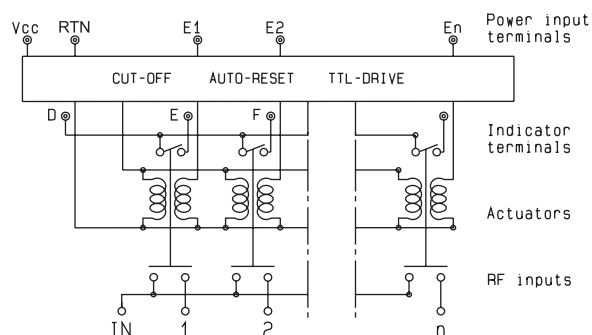 Vcc RTN E1 E2 En Power input
terminals
CUT-OFF AUTO-RESET TTL-DRIVE
D E F Indicator
terminals
Actuators
RF inputs
IN 1 2 n